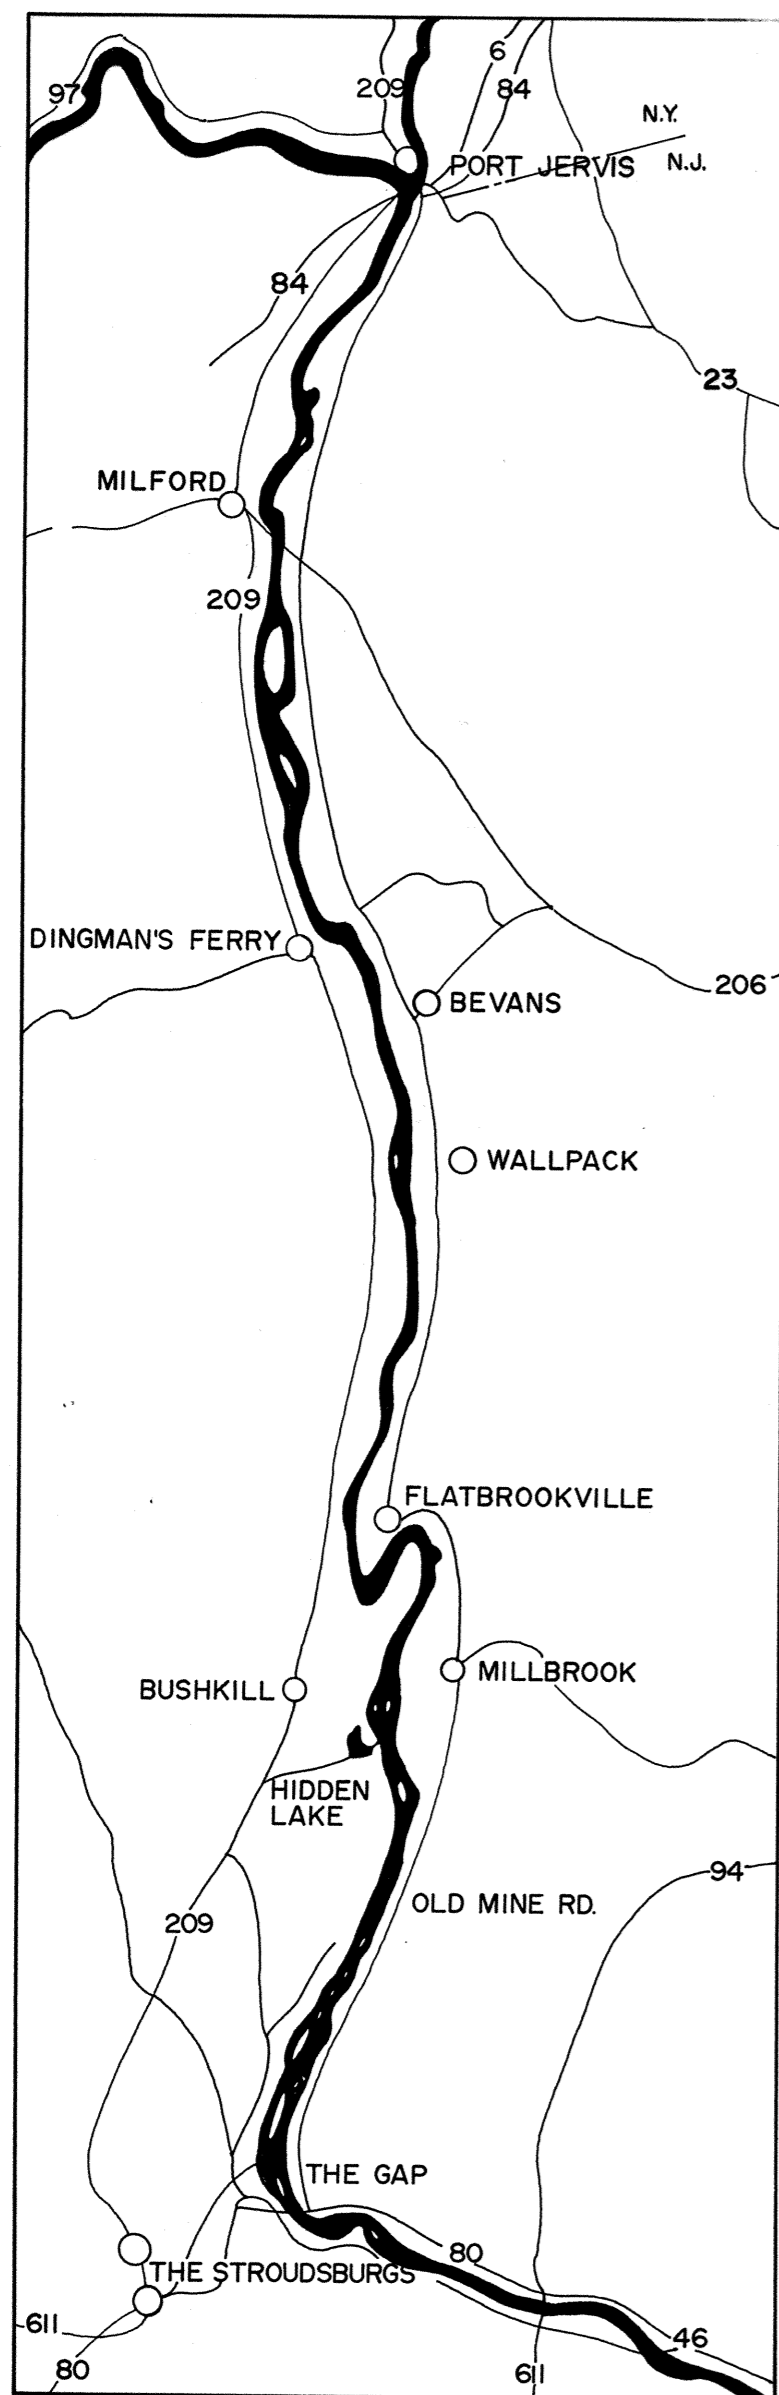 6
97
209
84
N.Y.
PORT JERVIS
N.J.
84
23
MILFORD
209
DINGMAN'S FERRY
206
BEVANS
WALLPACK
FLATBROOKVILLE
BUSHKILL
MILLBROOK
HIDDEN
LAKE
94
OLD MINE RD.
209
THE GAP
80
THE STROUDSBURGS
611
46
80
611